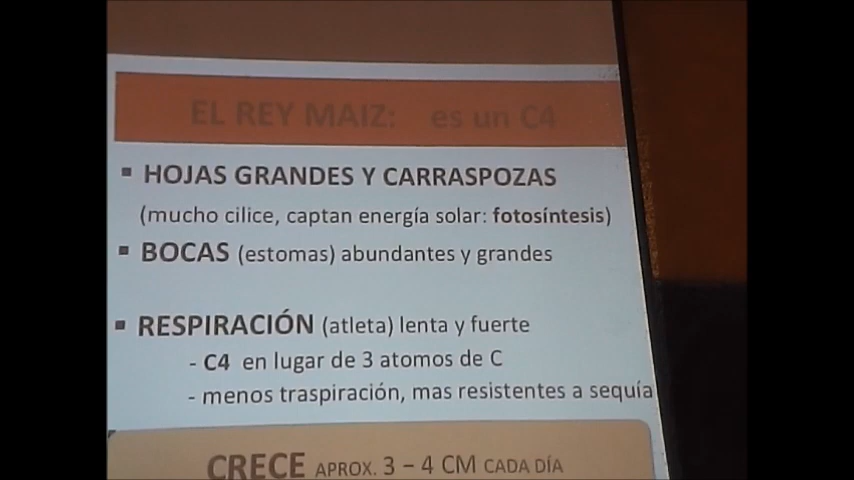 EL REY MAIZ: es un C4
▪ HOJAS GRANDES Y CARRASPOZAS
(mucho cilice, captan energía solar: fotosíntesis)
▪ BOCAS (estomas) abundantes y grandes
▪ RESPIRACIÓN (atleta) lenta y fuerte
- C4 en lugar de 3 atomos de C
- menos traspiración, mas resistentes a sequía
CRECE APROX. 3 – 4 CM CADA DÍA